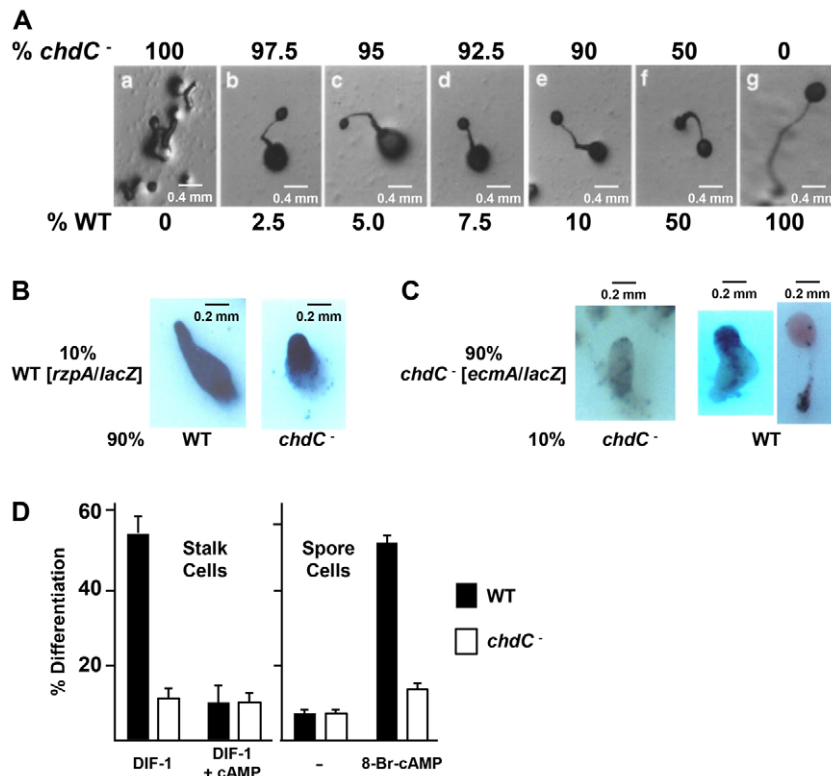 A
% chdC - 100 97.5 95 92.5 90 50 0
a b c d e f g
0.4 mm 0.4 mm 0.4 mm 0.4 mm 0.4 mm 0.4 mm 0.4 mm
% WT 0 2.5 5.0 7.5 10 50 100
B
0.2 mm 0.2 mm
10%
WT [rzpA/lacZ]
90% WT chdC -
C
0.2 mm 0.2 mm 0.2 mm
90%
chdC - [ecmA/lacZ]
10% chdC - WT
D
% Differentiation
60
40
20
Stalk
Cells
Spore
Cells
WT
chdC -
DIF-1
DIF-1
+ cAMP
–
8-Br-cAMP